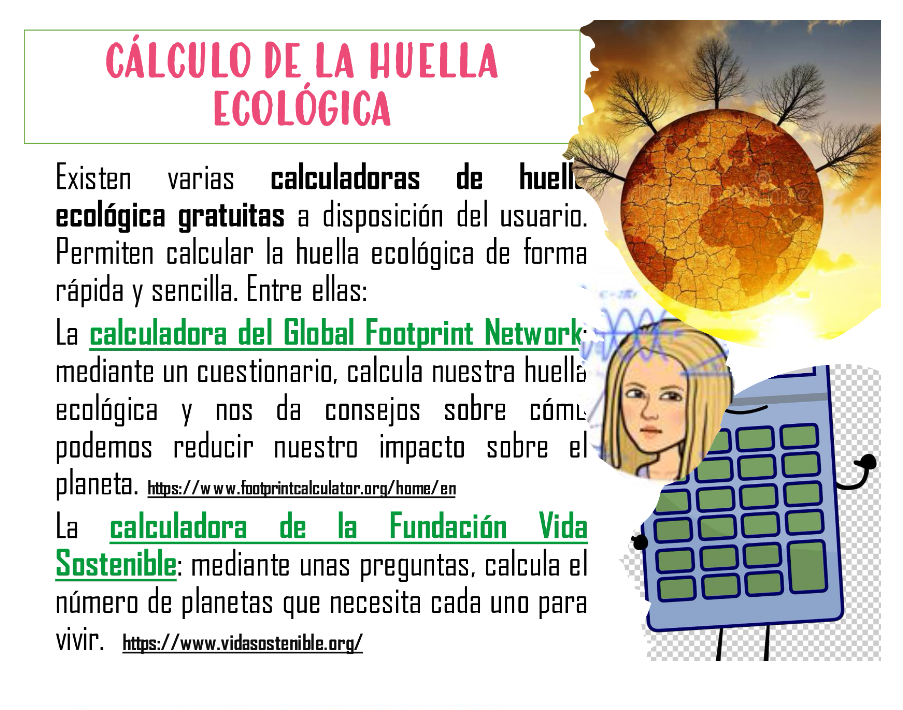 CÁLCULO DE LA HUELLA
ECOLÓGICA
Existen varias calculadoras de huella
ecológica gratuitas a disposición del usuario.
Permiten calcular la huella ecológica de forma
rápida y sencilla. Entre ellas:
La calculadora del Global Footprint Network:
mediante un cuestionario, calcula nuestra huella
ecológica y nos da consejos sobre cómo
podemos reducir nuestro impacto sobre el
planeta. https://www.footprintcalculator.org/home/en
La calculadora de la Fundación Vida
Sostenible: mediante unas preguntas, calcula el
número de planetas que necesita cada uno para
vivir. https://www.vidasostenible.org/